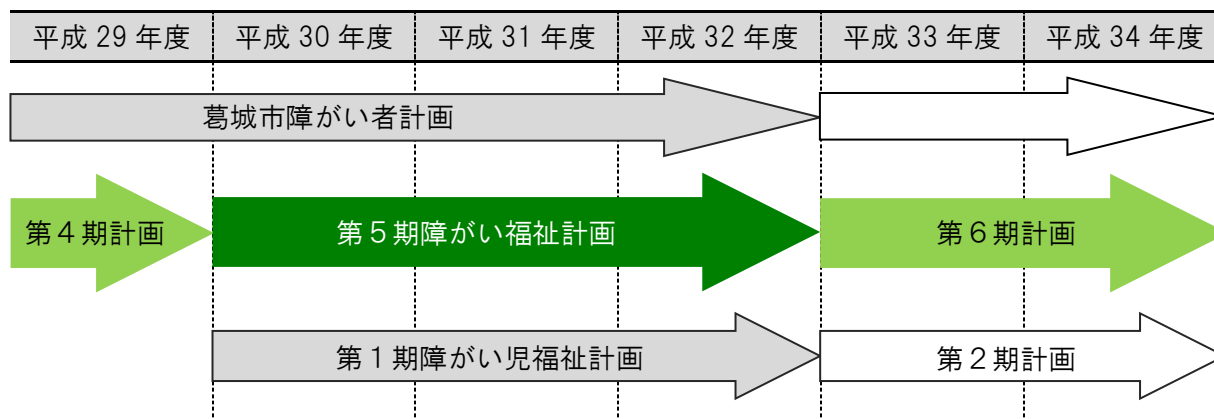 平成 29 年度 平成 30 年度 平成 31 年度 平成 32 年度 平成 33 年度 平成 34 年度
葛城市障がい者計画
第４期計画 第５期障がい福祉計画 第６期計画
第１期障がい児福祉計画 第２期計画